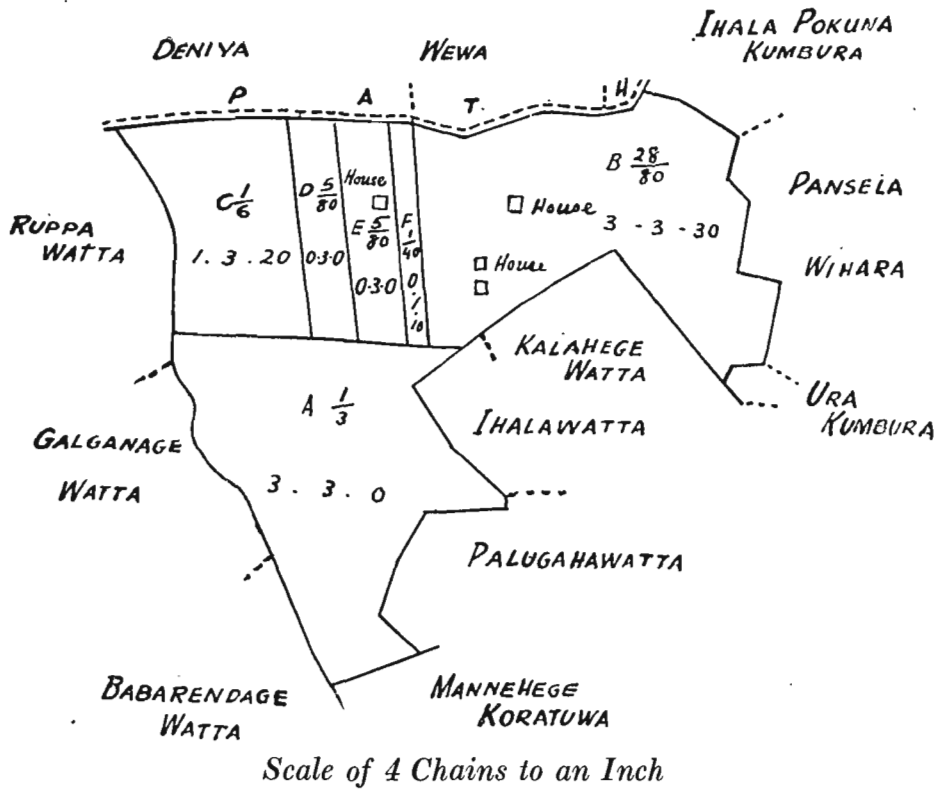 DENIYA
WEWA
IHALA POKUNA
KUMBURA
P A T H
C 1/6
1 . 3 . 20
D 5/80
0.3.0
House
E 5/80
0.3.0
F 1/40
0.1.10
B 28/80
3 - 3 - 30
House
House
PANSELA
WIHARA
RUPPA
WATTA
KALAHEGE
WATTA
URA
KUMBURA
A 1/3
3 . 3 . 0
IHALAWATTA
GALGANAGE
WATTA
PALUGAHAWATTA
BABARENDAGE
WATTA
MANNEHEGE
KORATUWA
Scale of 4 Chains to an Inch